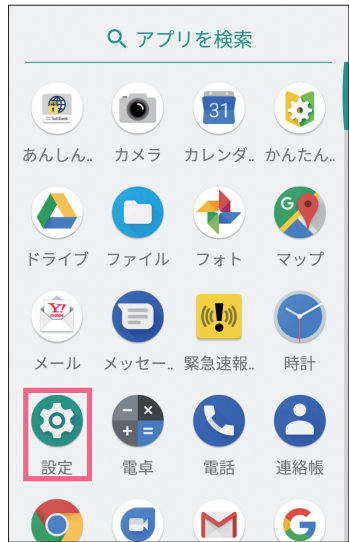 アプリを検索
31
あんしん.. カメラ カレンダ.. かんたん..
G
ドライブ ファイル フォト マップ
Y!
メール メッセー.. 緊急速報.. 時計
設定 電卓 電話 連絡帳
G